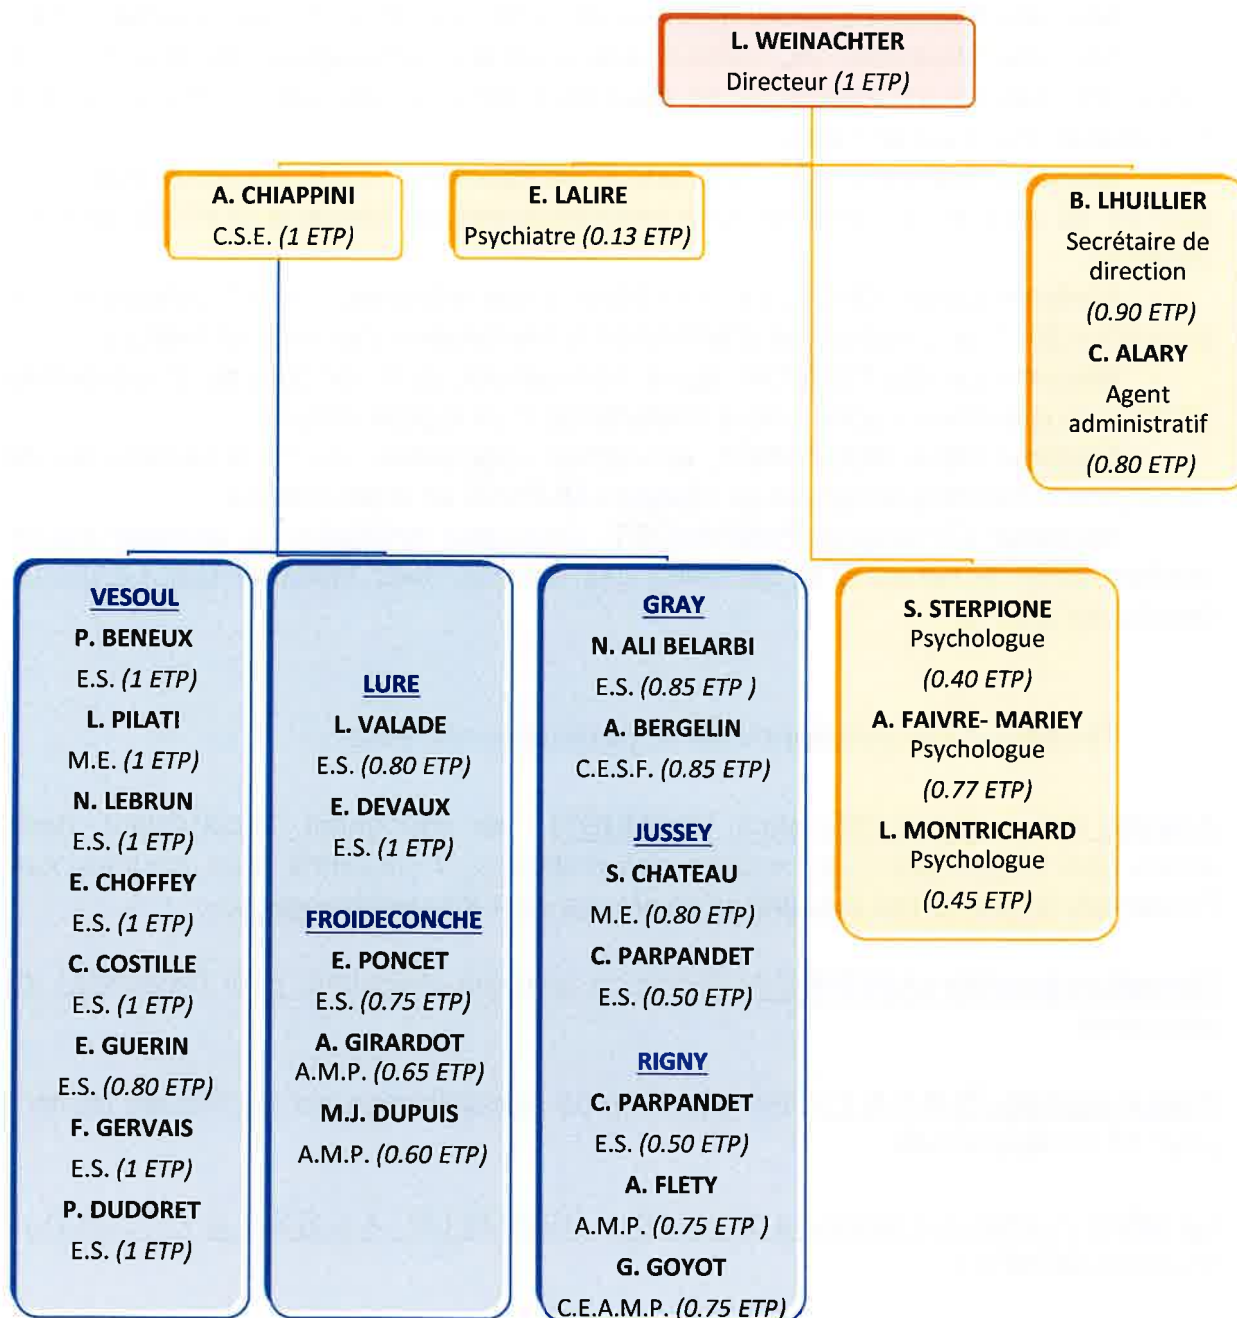 L. WEINACHTER
Directeur (1 ETP)
A. CHIAPPINI
C.S.E. (1 ETP)
E. LALIRE
Psychiatre (0.13 ETP)
B. LHUILLIER
Secrétaire de
direction
(0.90 ETP)
C. ALARY
Agent
administratif
(0.80 ETP)
VESOUL
P. BENEUX
E.S. (1 ETP)
L. PILATI
M.E. (1 ETP)
N. LEBRUN
E.S. (1 ETP)
E. CHOFFEY
E.S. (1 ETP)
C. COSTILLE
E.S. (1 ETP)
E. GUERIN
E.S. (0.80 ETP)
F. GERVAIS
E.S. (1 ETP)
P. DUDORET
E.S. (1 ETP)
LURE
L. VALADE
E.S. (0.80 ETP)
E. DEVAUX
E.S. (1 ETP)
FROIDECONCHE
E. PONCET
E.S. (0.75 ETP)
A. GIRARDOT
A.M.P. (0.65 ETP)
M.J. DUPUIS
A.M.P. (0.60 ETP)
GRAY
N. ALI BELARBI
E.S. (0.85 ETP )
A. BERGELIN
C.E.S.F. (0.85 ETP)
JUSSEY
S. CHATEAU
M.E. (0.80 ETP)
C. PARPANDET
E.S. (0.50 ETP)
RIGNY
C. PARPANDET
E.S. (0.50 ETP)
A. FLETY
A.M.P. (0.75 ETP )
G. GOYOT
C.E.A.M.P. (0.75 ETP)
S. STERPIONE
Psychologue
(0.40 ETP)
A. FAIVRE- MARIEY
Psychologue
(0.77 ETP)
L. MONTRICHARD
Psychologue
(0.45 ETP)